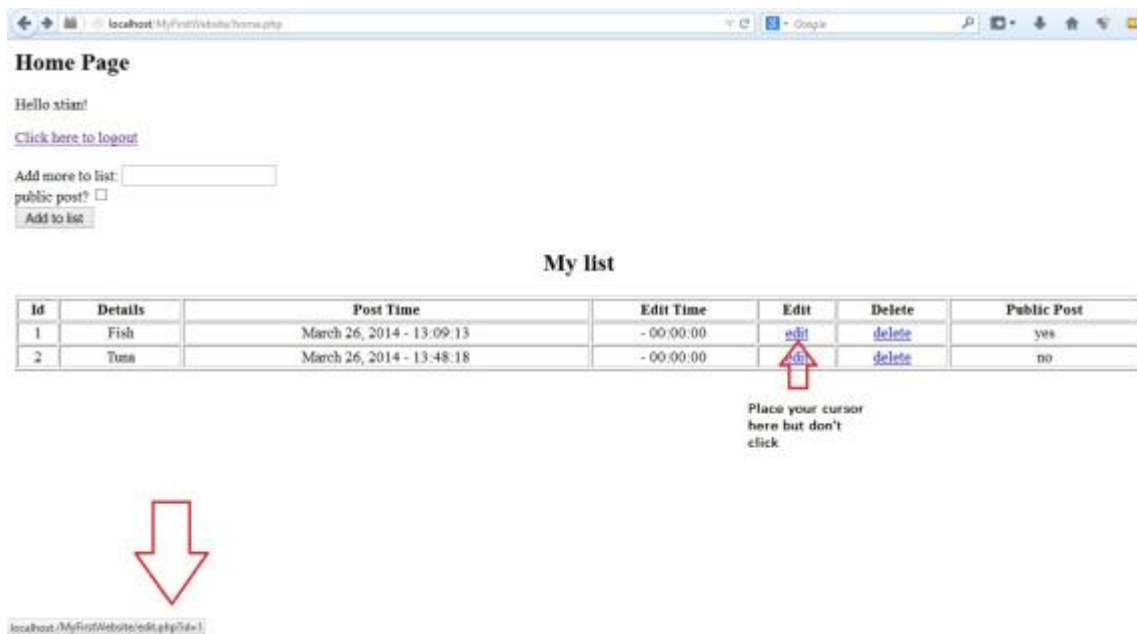 localhost/MyFirstWebsite/home.php
Google
Home Page
Hello xtian!
Click here to logout
Add more to list:
public post?
Add to list
My list
Id Details Post Time Edit Time Edit Delete Public Post
1 Fish March 26, 2014 - 13:09:13 - 00:00:00 edit delete yes
2 Tuna March 26, 2014 - 13:48:18 - 00:00:00 edit delete no
Place your cursor
here but don't
click
localhost/MyFirstWebsite/edit.php?id=1